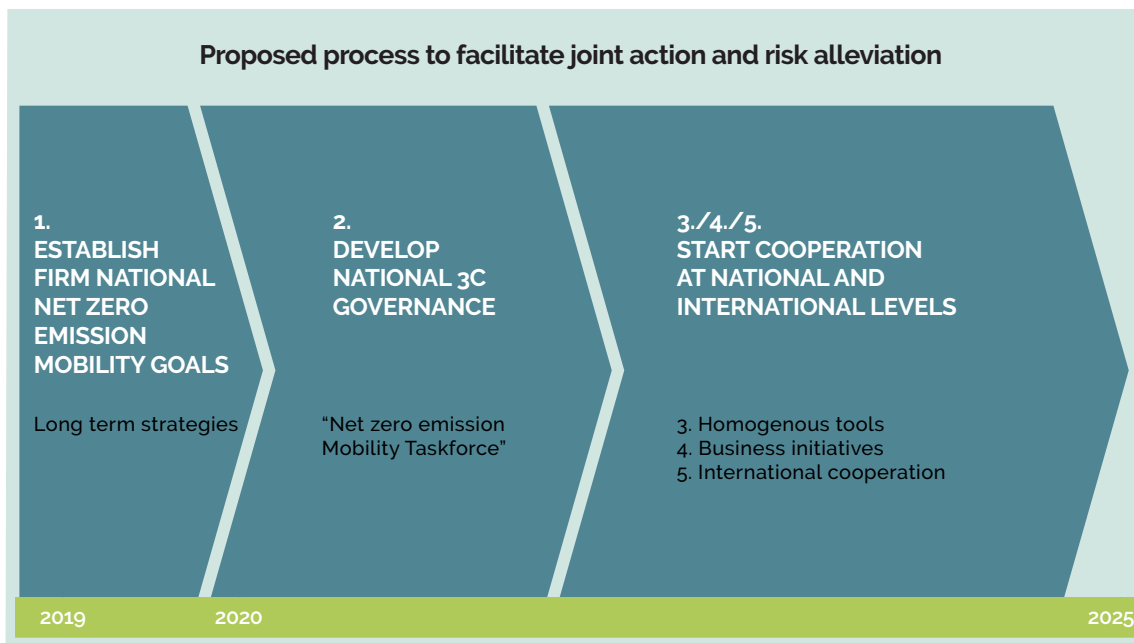 Proposed process to facilitate joint action and risk alleviation
1.
ESTABLISH
FIRM NATIONAL
NET ZERO
EMISSION
MOBILITY GOALS
Long term strategies
2.
DEVELOP
NATIONAL 3C
GOVERNANCE
“Net zero emission
Mobility Taskforce”
3./4./5.
START COOPERATION
AT NATIONAL AND
INTERNATIONAL LEVELS
3. Homogenous tools
4. Business initiatives
5. International cooperation
2019
2020
2025